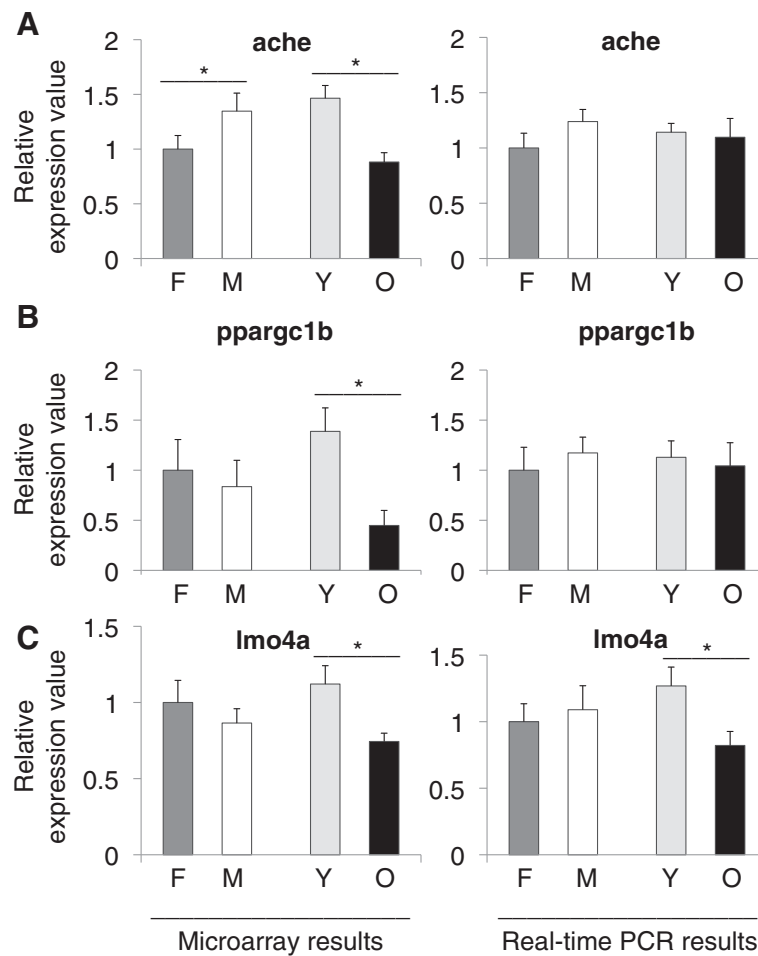 A
ache
ache
Relative
expression value
2
1.5
1
0.5
0
*
*
F M Y O
2
1.5
1
0.5
0
F M Y O
B
ppargc1b
ppargc1b
Relative
expression value
2
1.5
1
0.5
0
*
F M Y O
2
1.5
1
0.5
0
F M Y O
C
lmo4a
lmo4a
Relative
expression value
1.5
1
0.5
0
*
F M Y O
1.5
1
0.5
0
*
F M Y O
Microarray results
Real-time PCR results